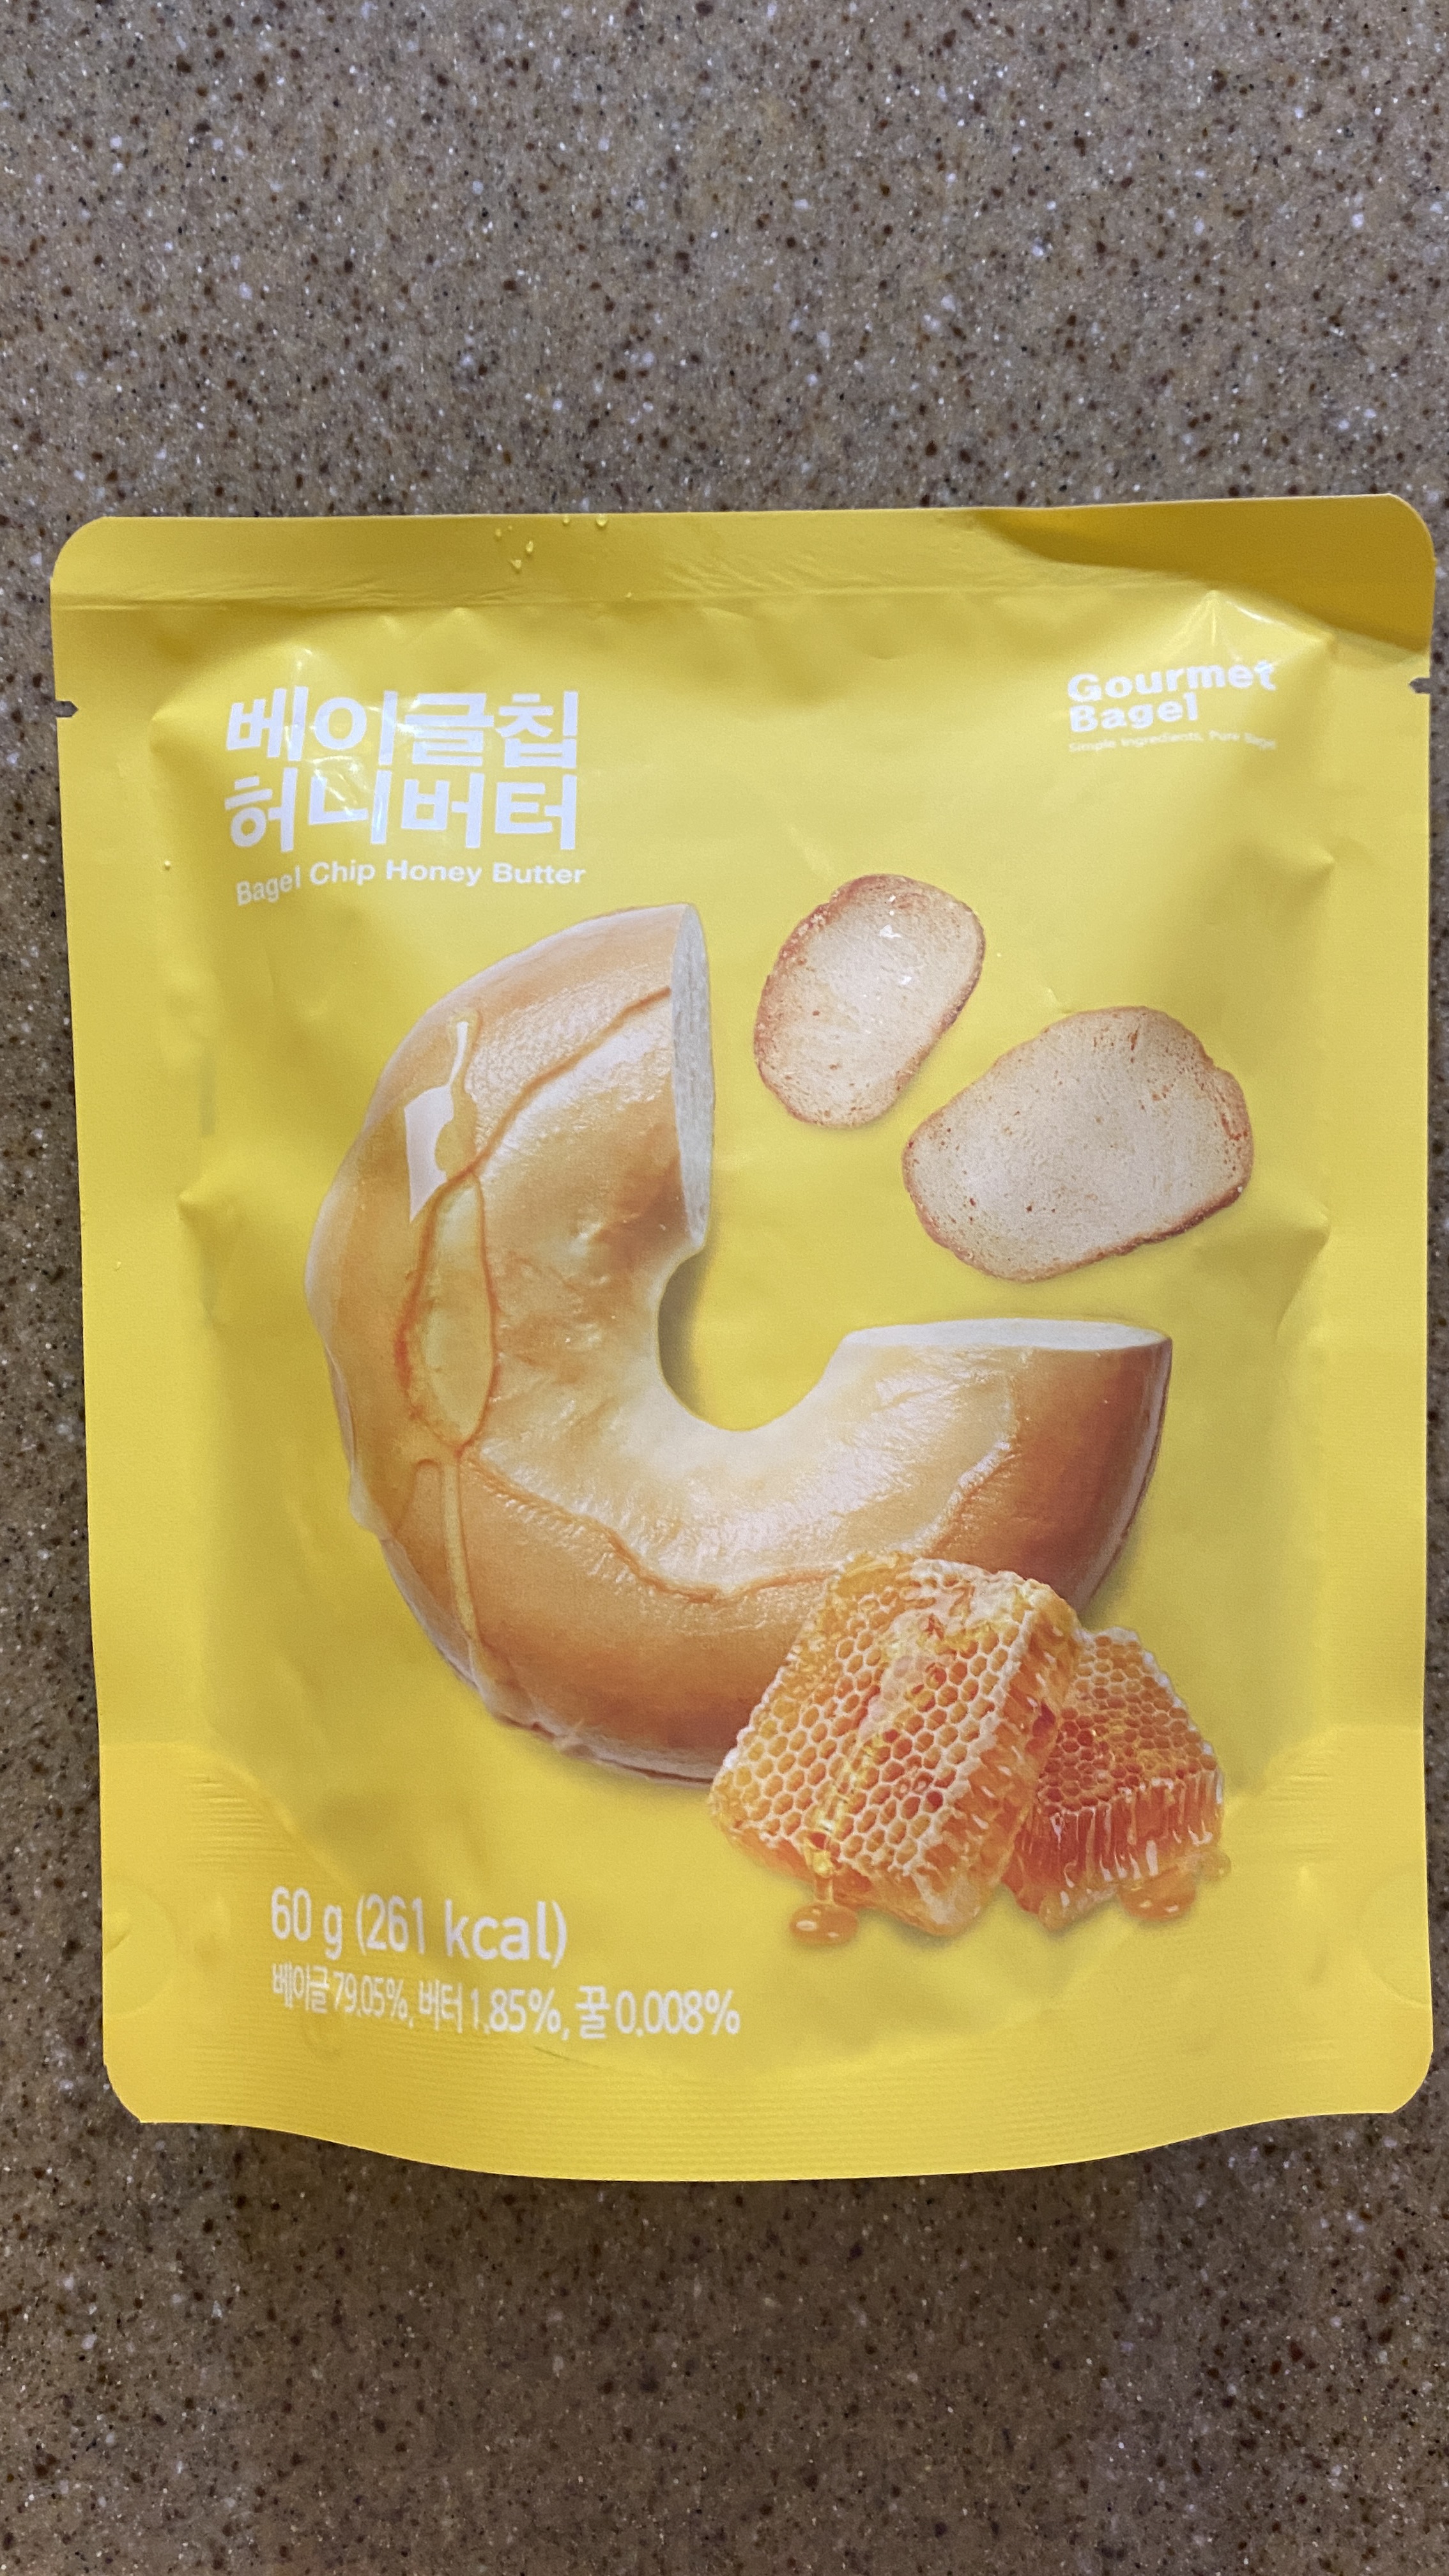 베이글칩
허니버터
Bagel Chip Honey Butter
Gourmet
Bagel
Simple Ingredients, Pure Bagel
60 g (261 kcal)
베이글 79.05%, 버터 1.85%, 꿀 0.008%